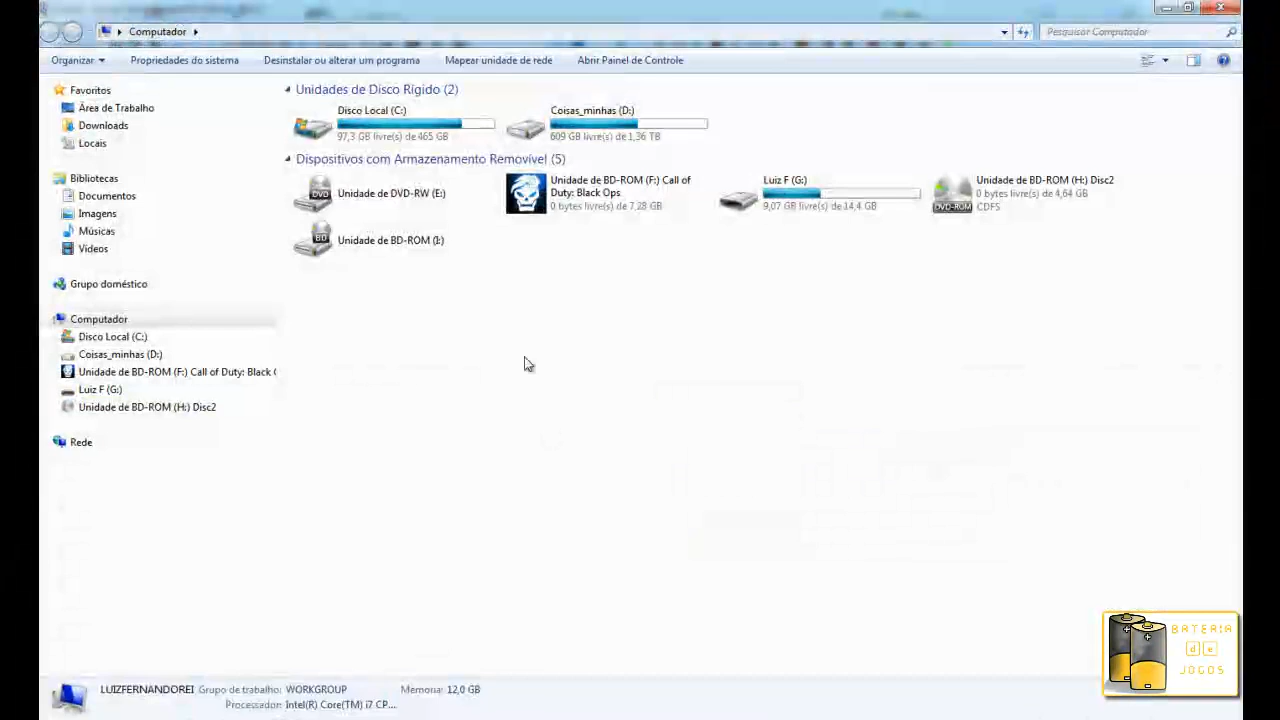 Computador
Pesquisar Computador
Organizar
Propriedades do sistema
Desinstalar ou alterar um programa
Mapear unidade de rede
Abrir Painel de Controle
Favoritos
Área de Trabalho
Downloads
Locais
Bibliotecas
Documentos
Imagens
Músicas
Vídeos
Grupo doméstico
Computador
Disco Local (C:)
Coisas_minhas (D:)
Unidade de BD-ROM (F:) Call of Duty: Black
Luiz F (G:)
Unidade de BD-ROM (H:) Disc2
Rede
Unidades de Disco Rígido (2)
Disco Local (C:)
97,3 GB livre(s) de 465 GB
Coisas_minhas (D:)
609 GB livre(s) de 1,36 TB
Dispositivos com Armazenamento Removível (5)
DVD
Unidade de DVD-RW (E:)
Unidade de BD-ROM (F:) Call of
Duty: Black Ops
0 bytes livre(s) de 7,28 GB
Luiz F (G:)
9,07 GB livre(s) de 14,4 GB
DVD-ROM
Unidade de BD-ROM (H:) Disc2
0 bytes livre(s) de 4,64 GB
CDFS
BD
Unidade de BD-ROM (I:)
LUIZFERNANDOREI
Grupo de trabalho: WORKGROUP
Memória: 12,0 GB
Processador: Intel(R) Core(TM) i7 CP...
BATERIA
de
JOGOS